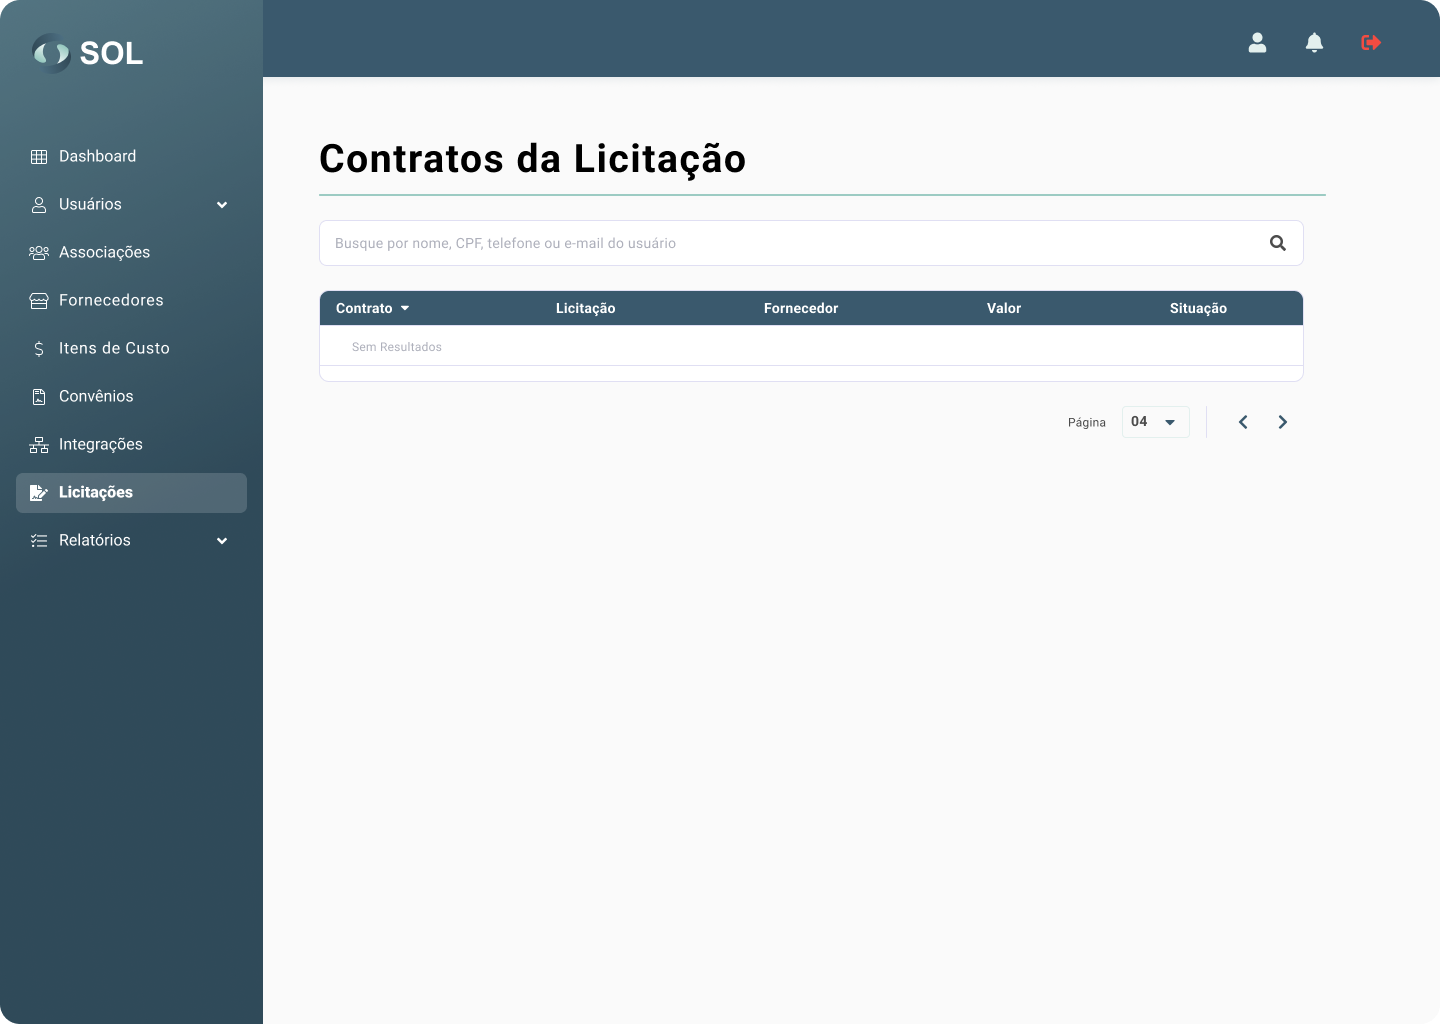 SOL
Dashboard
Usuários
Associações
Fornecedores
Itens de Custo
Convênios
Integrações
Licitações
Relatórios
Contratos da Licitação
Busque por nome, CPF, telefone ou e-mail do usuário
Contrato Licitação Fornecedor Valor Situação
Sem Resultados
Página 04